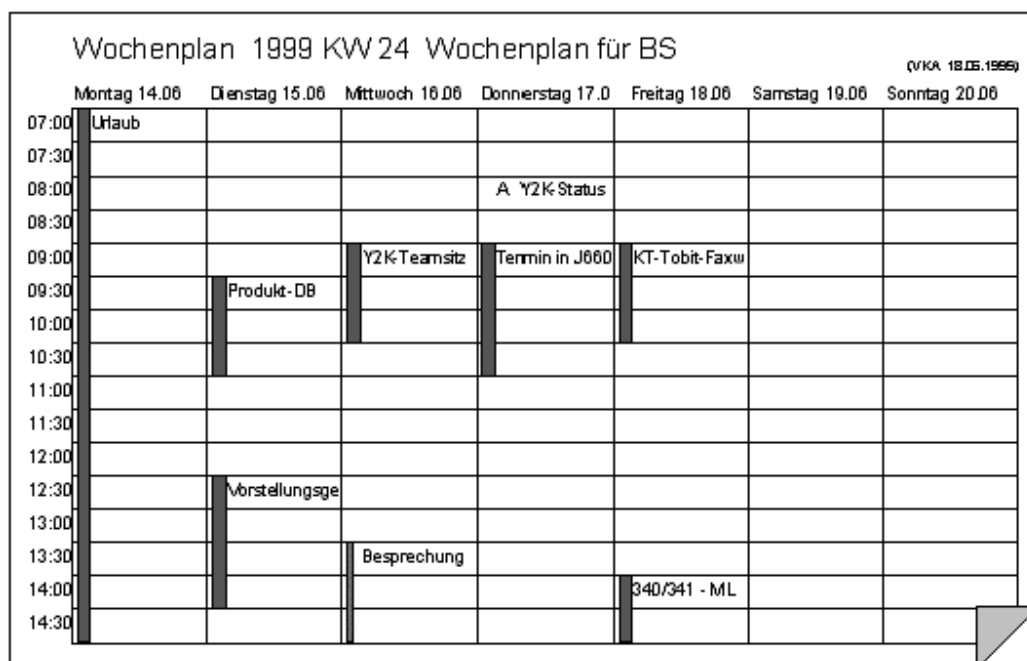 Wochenplan 1999 KW 24 Wochenplan für BS
(VKA 18.06.1999)
Montag 14.06 Dienstag 15.06 Mittwoch 16.06 Donnerstag 17.0 Freitag 18.06 Samstag 19.06 Sonntag 20.06
07:00 Urlaub
07:30
08:00 A Y2K-Status
08:30
09:00 Y2K-Teamsitz Termin in J660 KT-Tobit-Faxw
09:30 Produkt-DB
10:00
10:30
11:00
11:30
12:00
12:30 Vorstellungsge
13:00
13:30 Besprechung
14:00 340/341 - ML
14:30